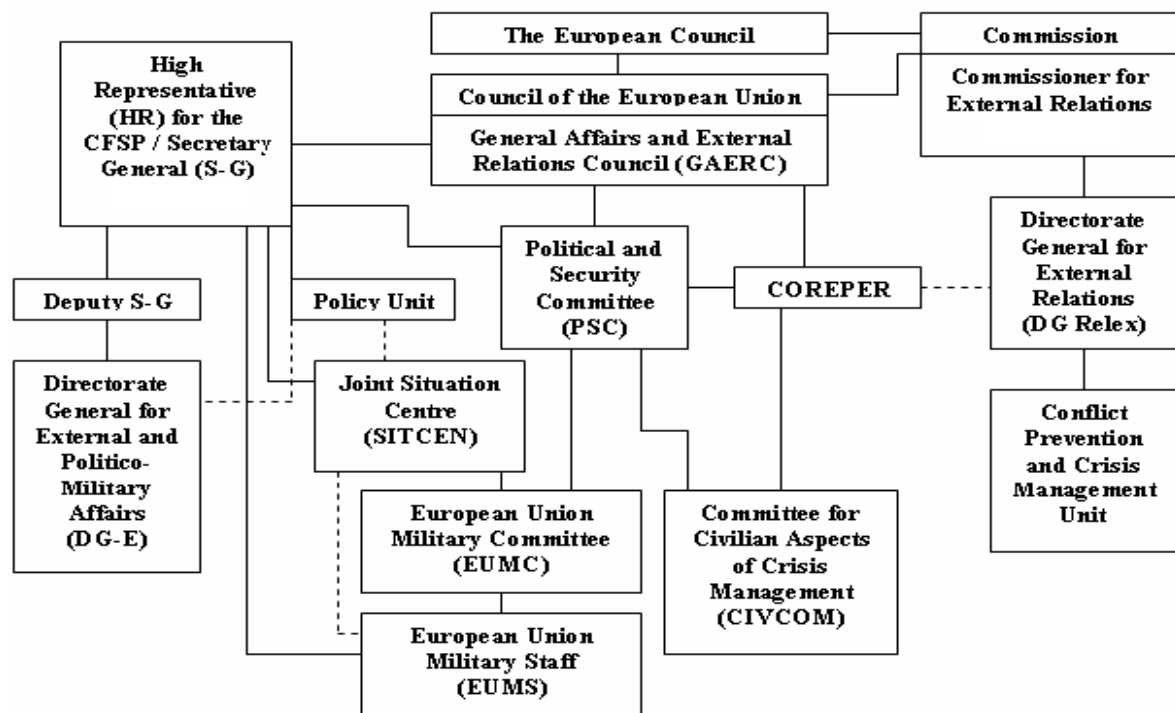 The European Council
Commission
High
Representative
(HR) for the
CFSP / Secretary
General (S-G)
Council of the European Union
Commissioner for
External Relations
General Affairs and External
Relations Council (GAERC)
Political and
Security
Committee
(PSC)
COREPER
Directorate
General for
External
Relations
(DG Relex)
Deputy S-G
Policy Unit
Directorate
General for
External and
Politico-
Military
Affairs
(DG-E)
Joint Situation
Centre
(SITCEN)
Conflict
Prevention
and Crisis
Management
Unit
European Union
Military Committee
(EUMC)
Committee for
Civilian Aspects
of Crisis
Management
(CIVCOM)
European Union
Military Staff
(EUMS)